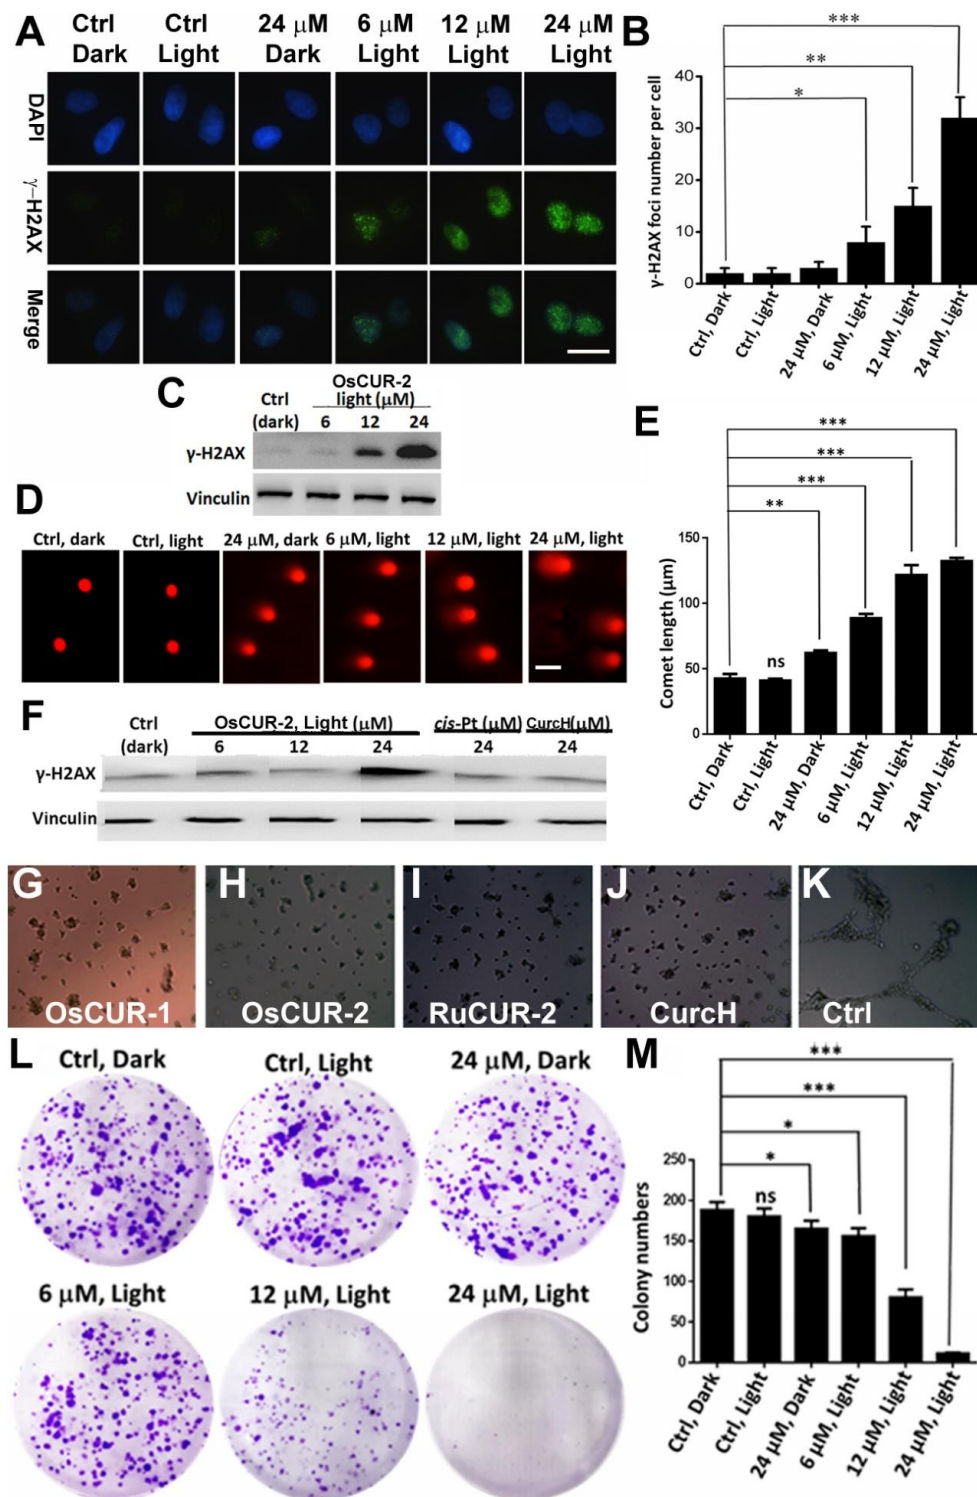 A
Ctrl Dark
Ctrl Light
24 μM Dark
6 μM Light
12 μM Light
24 μM Light
DAPI
γ-H2AX
Merge
B
***
**
*
γ-H2AX foci number per cell
40
30
20
10
0
Ctrl, Dark
Ctrl, Light
24 μM, Dark
6 μM, Light
12 μM, Light
24 μM, Light
C
Ctrl (dark)
OsCUR-2
light (μM)
6 12 24
γ-H2AX
Vinculin
D
Ctrl, dark
Ctrl, light
24 μM, dark
6 μM, light
12 μM, light
24 μM, light
E
***
***
***
**
ns
Comet length (μm)
150
100
50
0
Ctrl, Dark
Ctrl, Light
24 μM, Dark
6 μM, Light
12 μM, Light
24 μM, Light
F
Ctrl (dark)
OsCUR-2, Light (μM)
6 12 24
cis-Pt (μM)
24
CurcH(μM)
24
γ-H2AX
Vinculin
G
OsCUR-1
H
OsCUR-2
I
RuCUR-2
J
CurcH
K
Ctrl
L
Ctrl, Dark
Ctrl, Light
24 μM, Dark
6 μM, Light
12 μM, Light
24 μM, Light
M
***
***
*
*
ns
Colony numbers
250
200
150
100
50
0
Ctrl, Dark
Ctrl, Light
24 μM, Dark
6 μM, Light
12 μM, Light
24 μM, Light